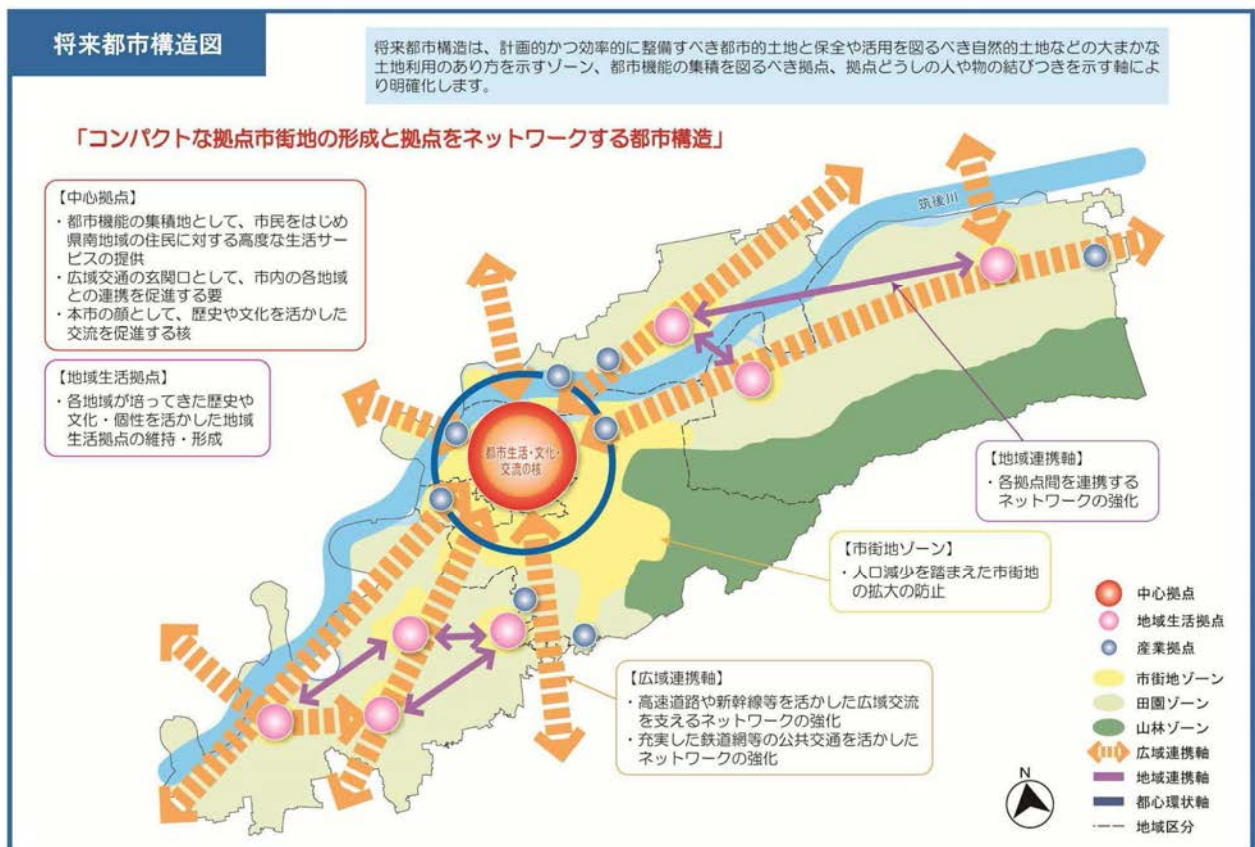 将来都市構造図
将来都市構造は、計画的かつ効率的に整備すべき都市的土地と保全や活用を図るべき自然的土地などの大まかな
土地利用のあり方を示すゾーン、都市機能の集積を図るべき拠点、拠点どうしの人や物の結びつきを示す軸によ
り明確化します。
「コンパクトな拠点市街地の形成と拠点をネットワークする都市構造」
【中心拠点】
・都市機能の集積地として、市民をはじめ
県南地域の住民に対する高度な生活サー
ビスの提供
・広域交通の玄関口として、市内の各地域
との連携を促進する要
・本市の顔として、歴史や文化を活かした
交流を促進する核
【地域生活拠点】
・各地域が培ってきた歴史や
文化・個性を活かした地域
生活拠点の維持・形成
筑後川
都市生活・文化・
交流の核
【地域連携軸】
・各拠点間を連携する
ネットワークの強化
【市街地ゾーン】
・人口減少を踏まえた市街地
の拡大の防止
【広域連携軸】
・高速道路や新幹線等を活かした広域交流
を支えるネットワークの強化
・充実した鉄道網等の公共交通を活かした
ネットワークの強化
N
中心拠点
地域生活拠点
産業拠点
市街地ゾーン
田園ゾーン
山林ゾーン
広域連携軸
地域連携軸
都心環状軸
地域区分